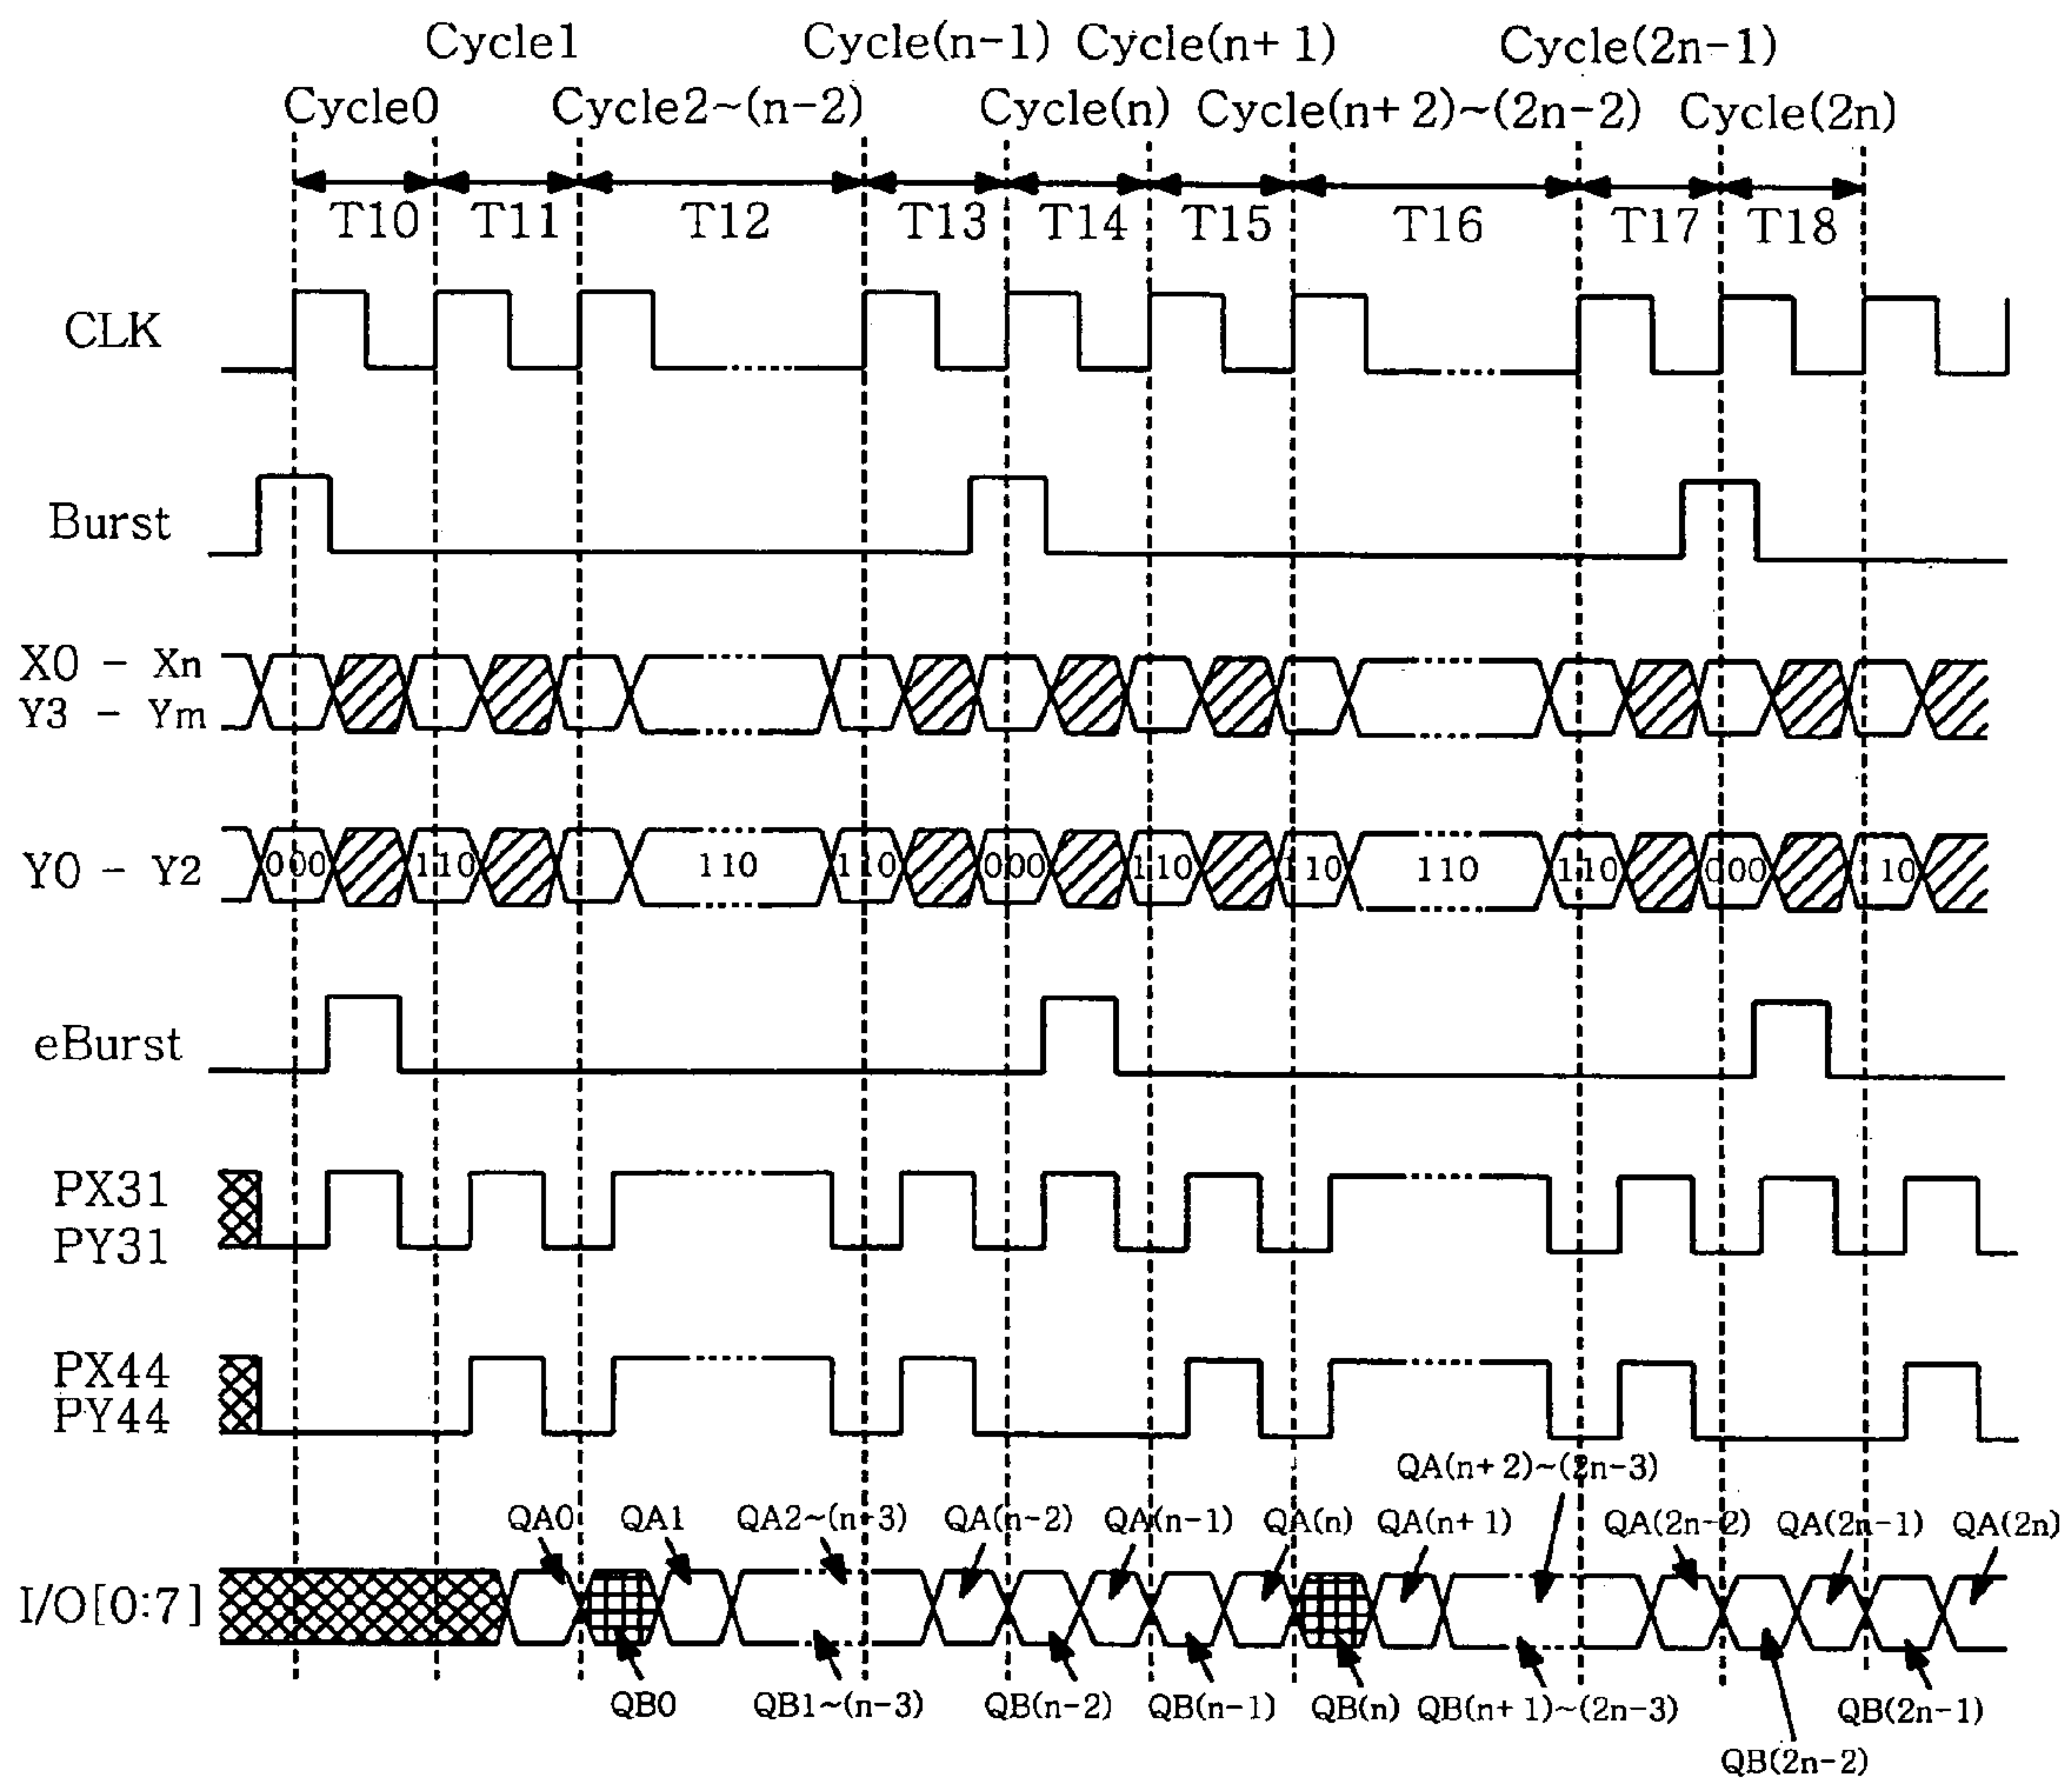 Cycle1 Cycle(n-1) Cycle(n+1) Cycle(2n-1)
Cycle0 Cycle2~(n-2) Cycle(n) Cycle(n+2)~(2n-2) Cycle(2n)
T10 T11 T12 T13 T14 T15 T16 T17 T18
CLK
Burst
X0 - Xn
Y3 - Ym
Y0 - Y2 000 110 110 110 000 110 110 110 110 000 110
eBurst
PX31
PY31
PX44
PY44
QA(n+2)~(2n-3)
QA0 QA1 QA2~(n-3) QA(n-2) QA(n-1) QA(n) QA(n+1) QA(2n-2) QA(2n-1) QA(2n)
I/O[0:7]
QB0 QB1~(n-3) QB(n-2) QB(n-1) QB(n) QB(n+1)~(2n-3) QB(2n-1)
QB(2n-2)